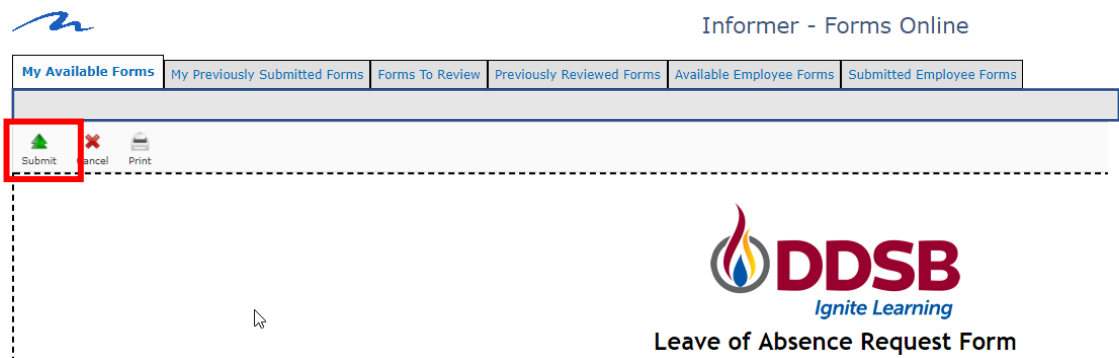 Informer - Forms Online
My Available Forms My Previously Submitted Forms Forms To Review Previously Reviewed Forms Available Employee Forms Submitted Employee Forms
Submit Cancel Print
DDSB
Ignite Learning
Leave of Absence Request Form